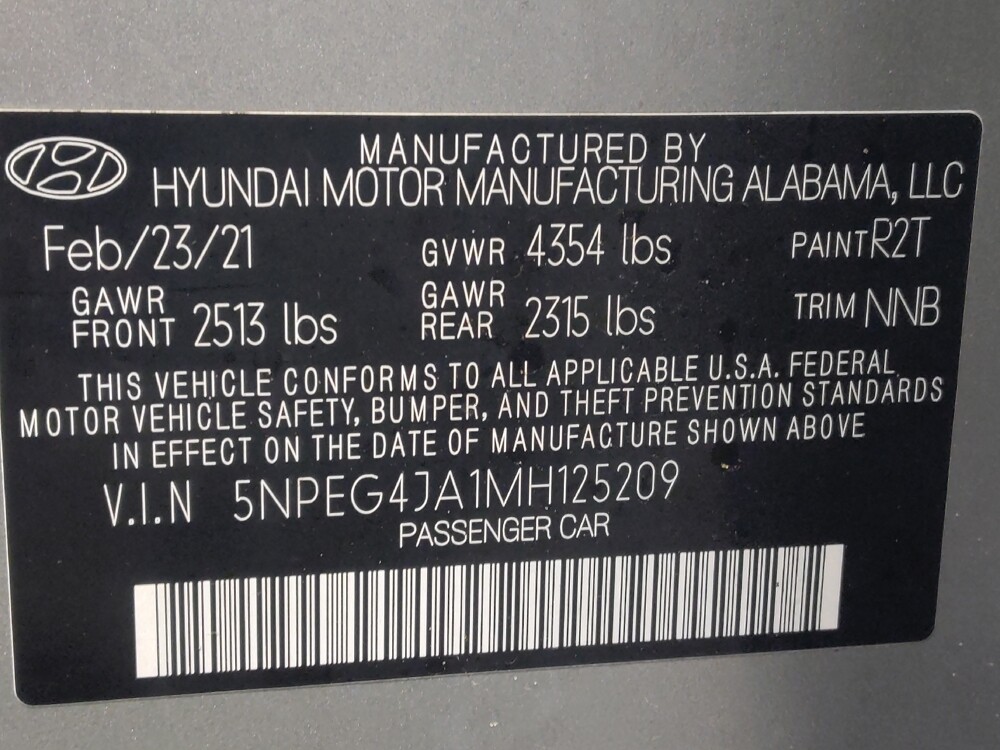 MANUFACTURED BY
HYUNDAI MOTOR MANUFACTURING ALABAMA, LLC
Feb/23/21 GVWR 4354 lbs PAINT R2T
GAWR FRONT 2513 lbs GAWR REAR 2315 lbs TRIM NNB
THIS VEHICLE CONFORMS TO ALL APPLICABLE U.S.A. FEDERAL
MOTOR VEHICLE SAFETY, BUMPER, AND THEFT PREVENTION STANDARDS
IN EFFECT ON THE DATE OF MANUFACTURE SHOWN ABOVE
V.I.N 5NPEG4JA1MH125209
PASSENGER CAR